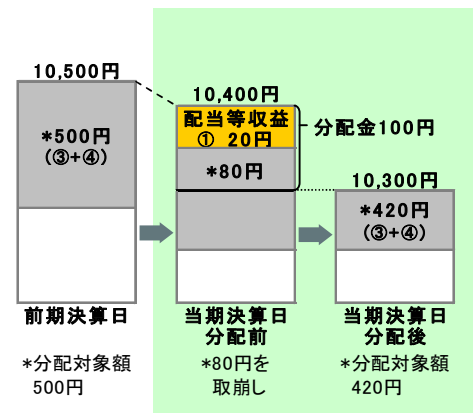 10,500円
*500円
(③+④)
前期決算日
*分配対象額
500円
10,400円
配当等収益
① 20円
*80円
分配金100円
当期決算日
分配前
*80円を
取崩し
10,300円
*420円
(③+④)
当期決算日
分配後
*分配対象額
420円